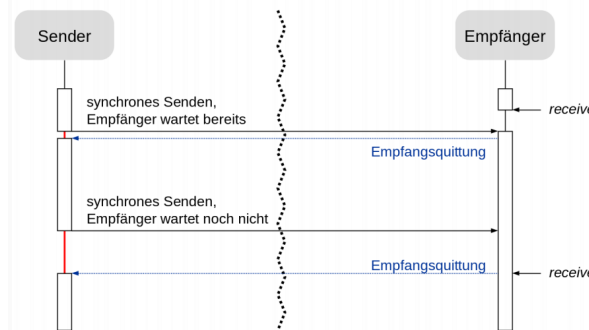 Sender
Empfänger
synchrones Senden,
Empfänger wartet bereits
receive
Empfangsquittung
synchrones Senden,
Empfänger wartet noch nicht
Empfangsquittung
receive